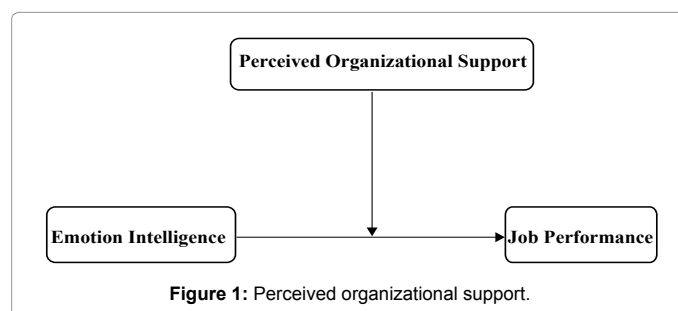 Perceived Organizational Support
Emotion Intelligence
Job Performance
Figure 1: Perceived organizational support.